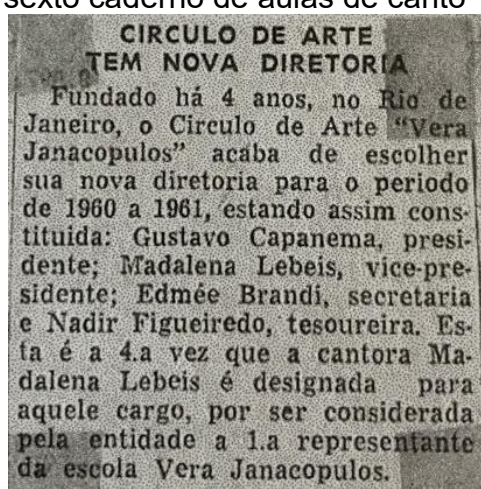 sexto caderno de aulas de canto
CIRCULO DE ARTE
TEM NOVA DIRETORIA
Fundado há 4 anos, no Rio de
Janeiro, o Circulo de Arte "Vera
Janacopulos" acaba de escolher
sua nova diretoria para o periodo
de 1960 a 1961, estando assim cons-
tituida: Gustavo Capanema, presi-
dente; Madalena Lebeis, vice-pre-
sidente; Edmée Brandi, secretaria
e Nadir Figueiredo, tesoureira. Es-
ta é a 4.a vez que a cantora Ma-
dalena Lebeis é designada para
aquele cargo, por ser considerada
pela entidade a 1.a representante
da escola Vera Janacopulos.